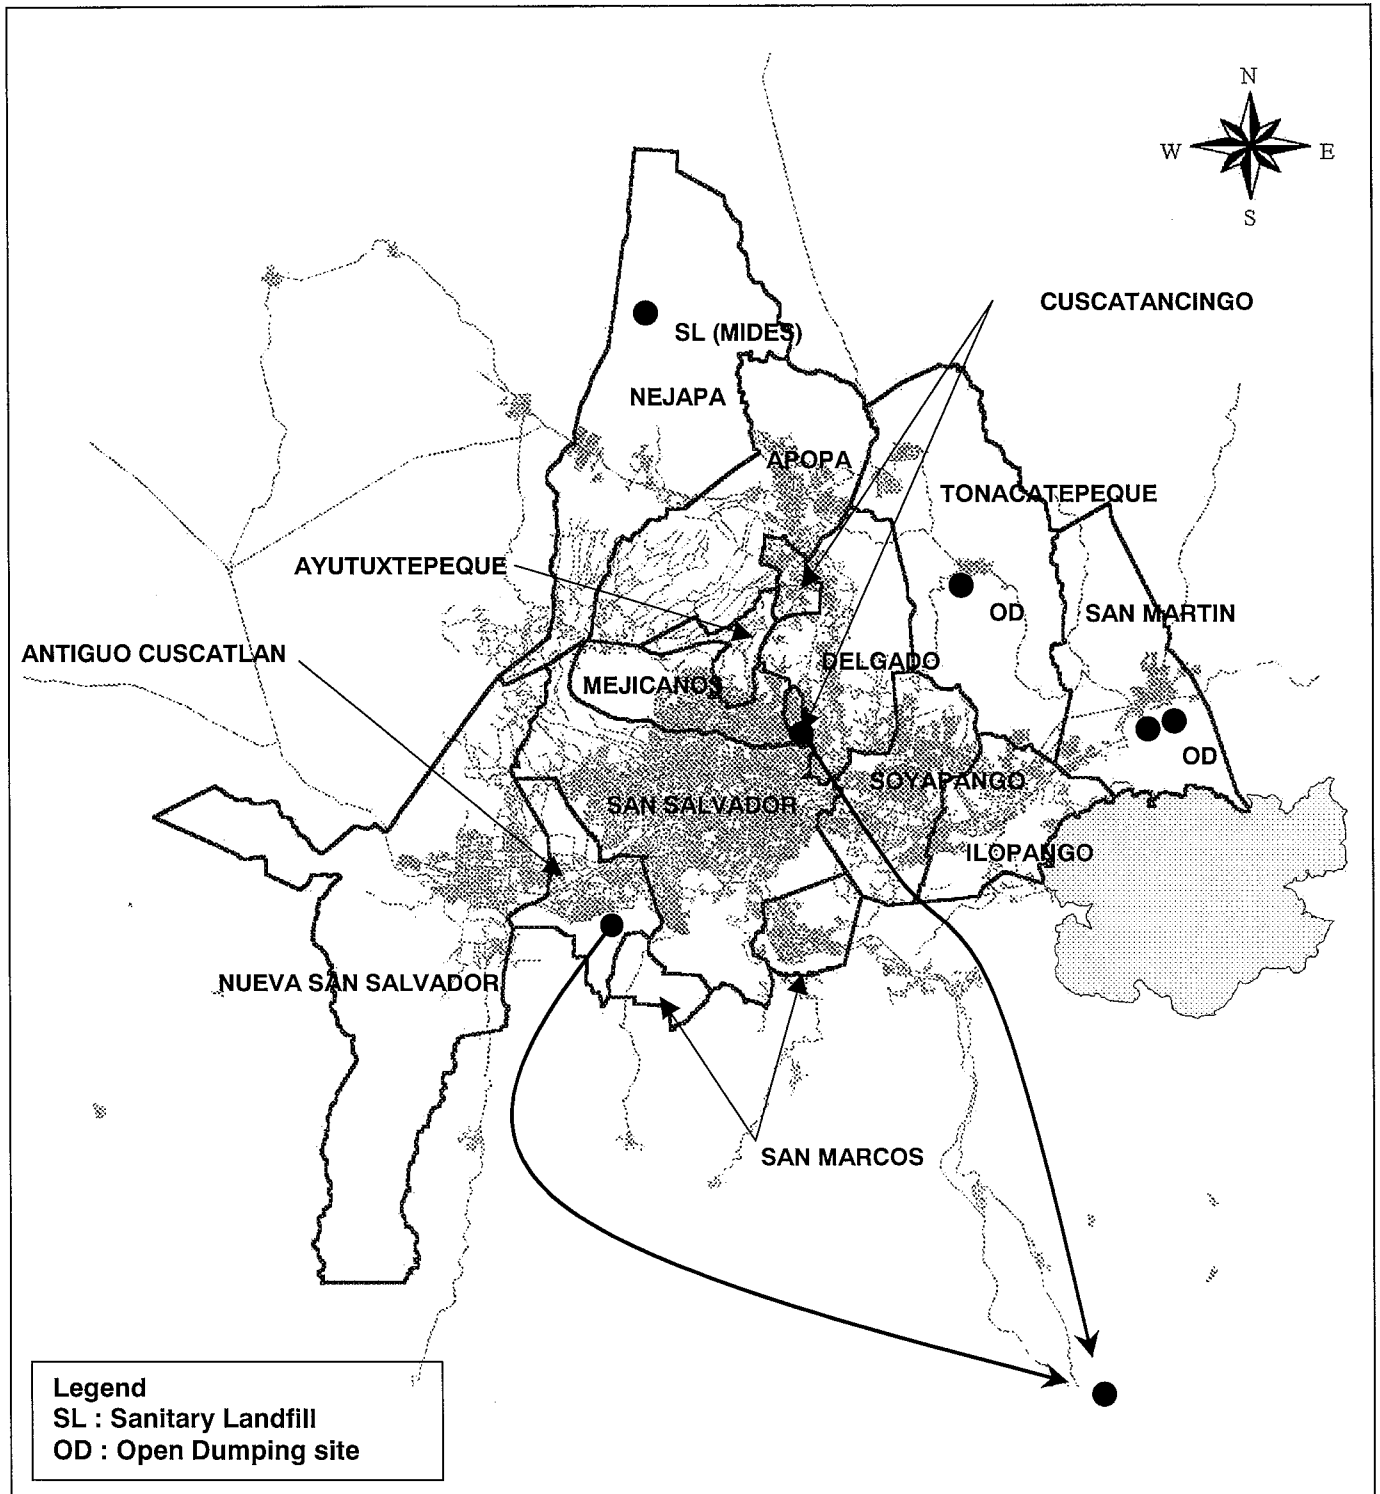 N
W
E
S
CUSCATANCINGO
SL (MIDES)
NEJAPA
APOPA
TONACATEPEQUE
AYUTUXTEPEQUE
OD
SAN MARTIN
ANTIGUO CUSCATLAN
DELGADO
MEJICANOS
OD
SOYAPANGO
SAN SALVADOR
ILOPANGO
NUEVA SAN SALVADOR
SAN MARCOS
Legend
SL : Sanitary Landfill
OD : Open Dumping site